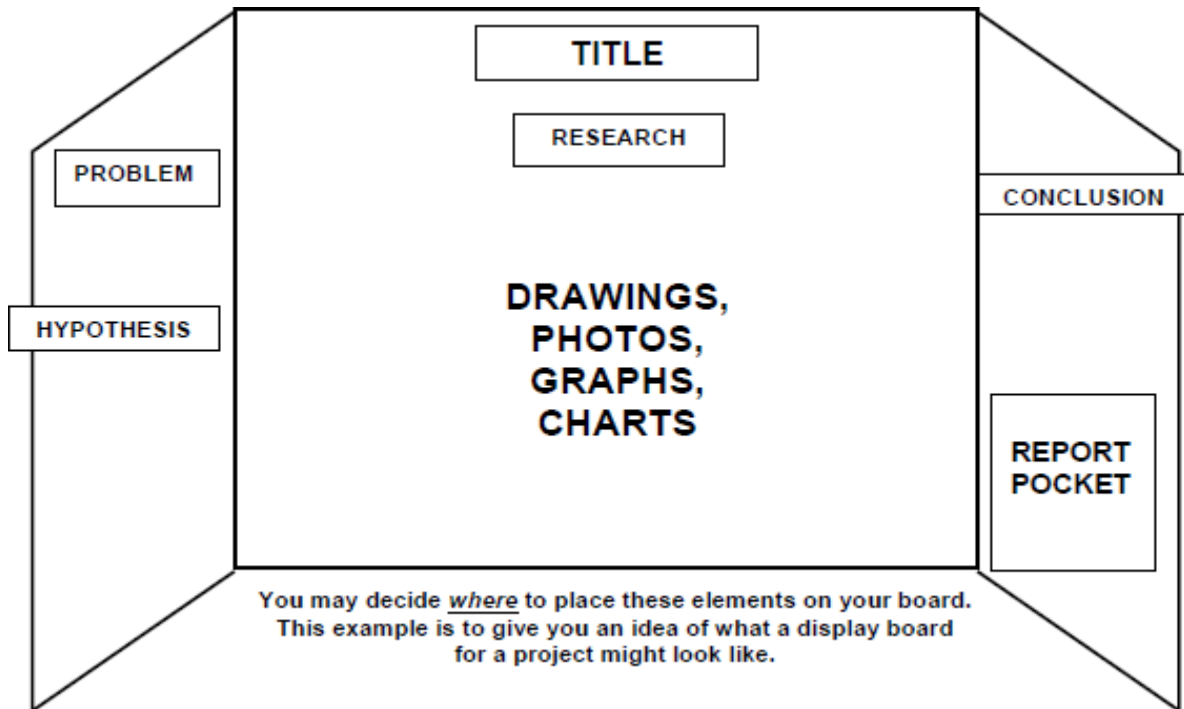 TITLE
RESEARCH
PROBLEM
HYPOTHESIS
DRAWINGS,
PHOTOS,
GRAPHS,
CHARTS
CONCLUSION
REPORT
POCKET
You may decide where to place these elements on your board.
This example is to give you an idea of what a display board
for a project might look like.